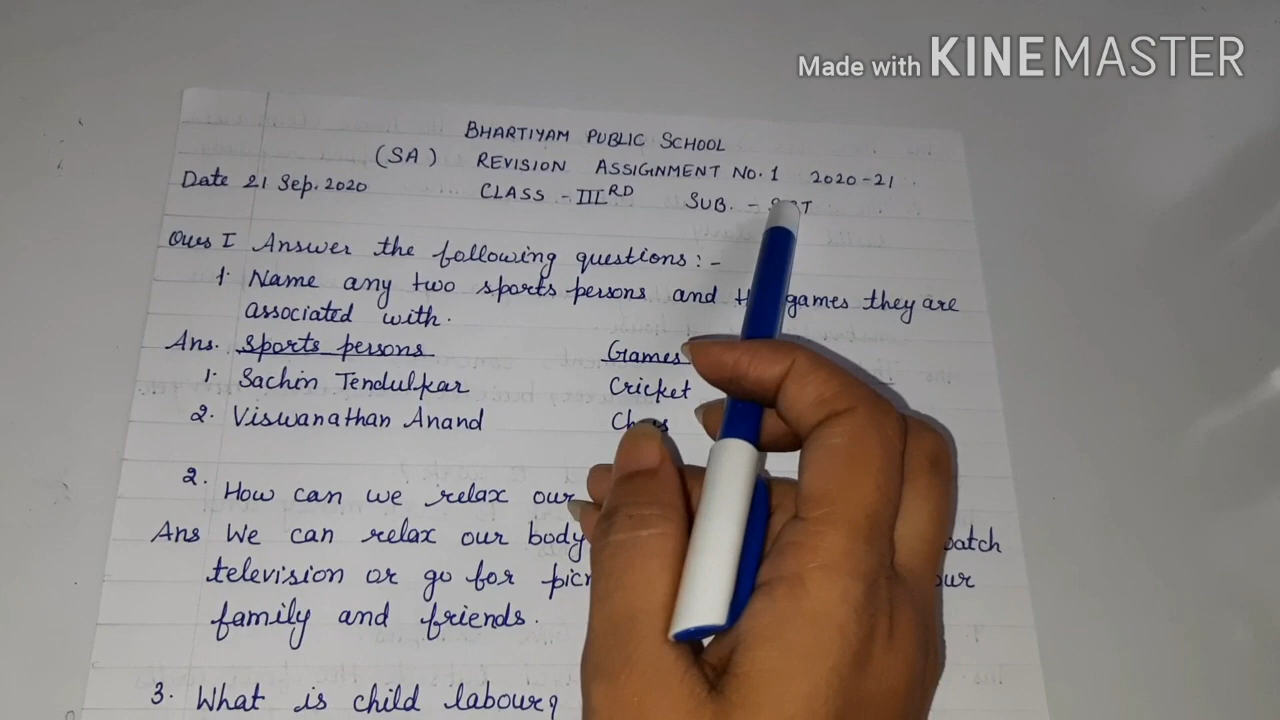 Made with KINEMASTER
BHARTIYAM PUBLIC SCHOOL
(SA) REVISION ASSIGNMENT NO. 1 2020-21
Date 21 Sep. 2020 CLASS - III RD SUB. -
Ques I Answer the following questions :-
1. Name any two sports persons and games they are
associated with.
Ans. Sports persons Games
1. Sachin Tendulkar Cricket
2. Viswanathan Anand Chess
2. How can we relax our
Ans We can relax our body
television or go for
family and friends.
3. What is child labour?